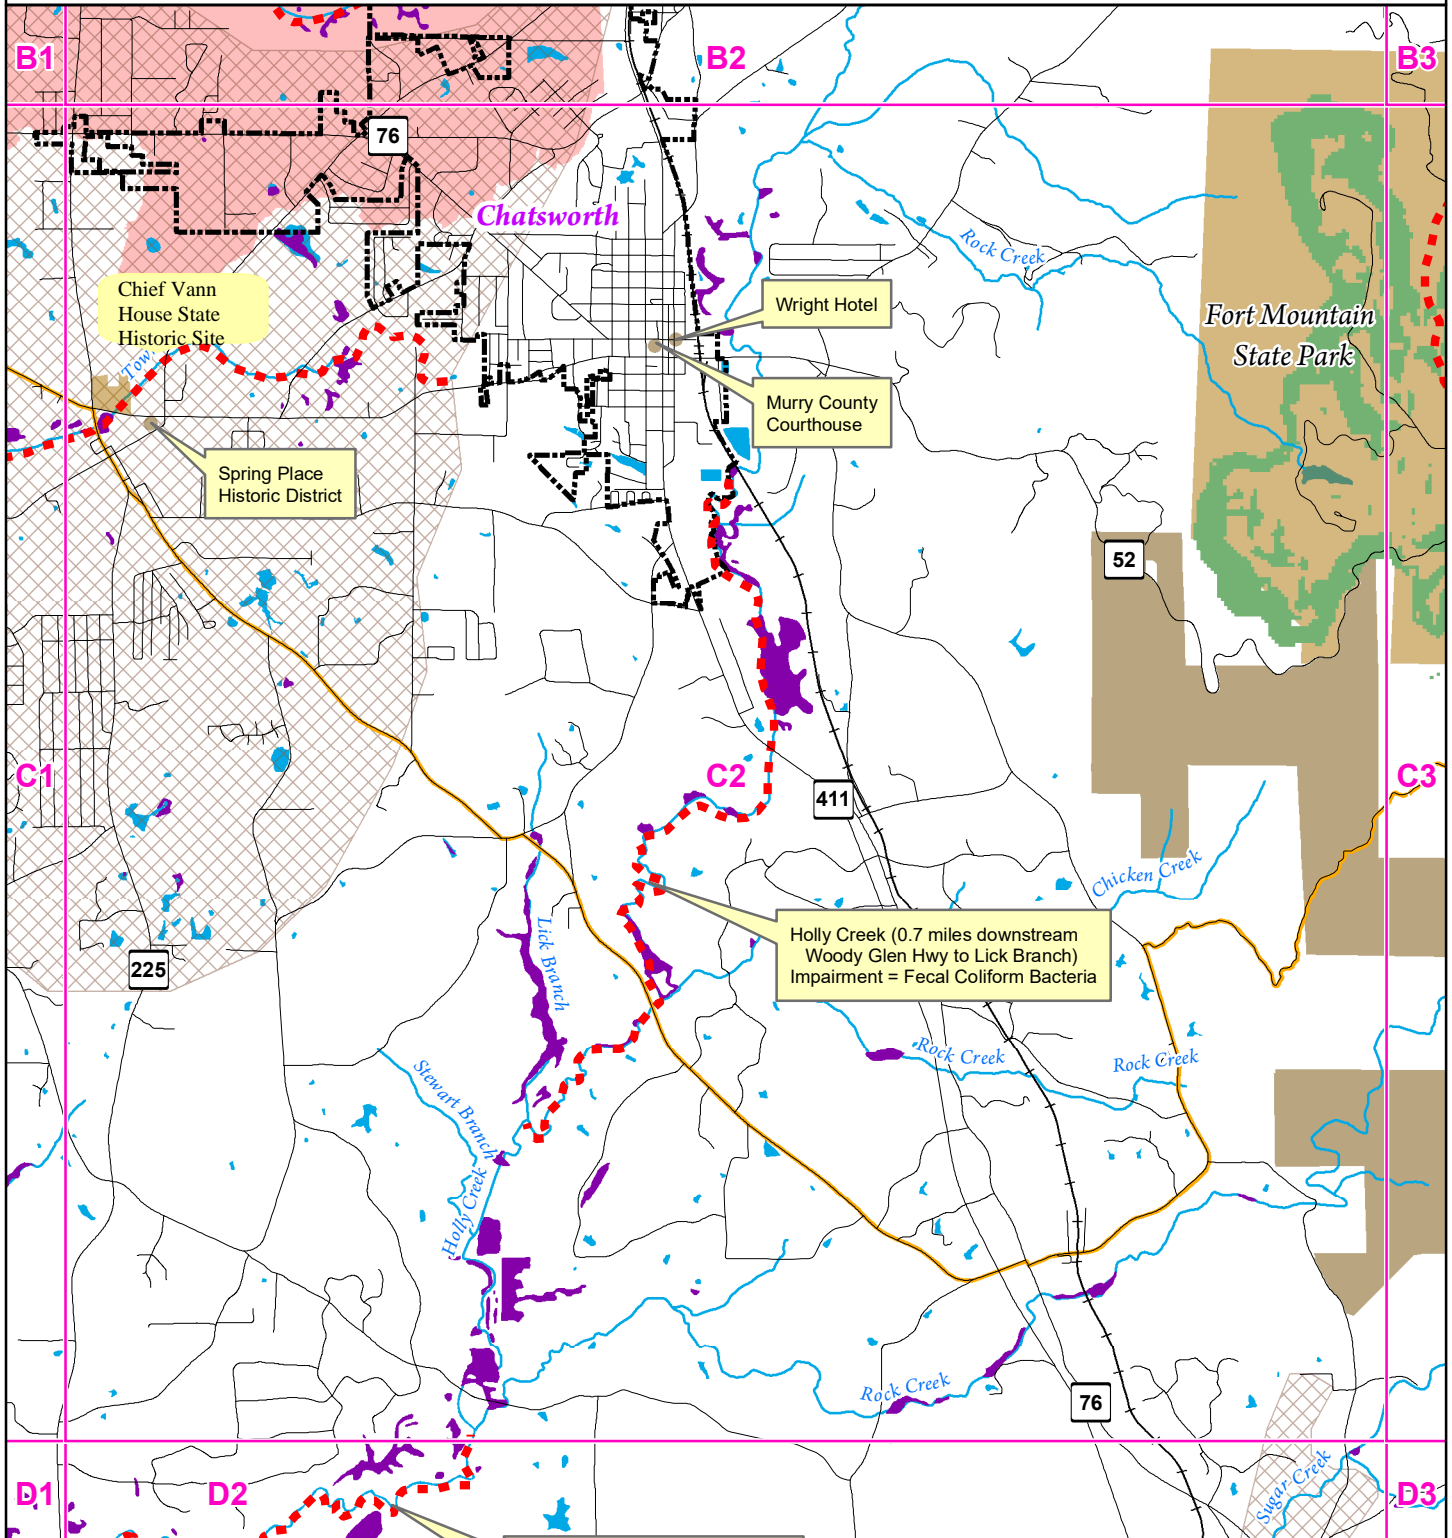 B1
B2
B3
76
Chatsworth
Rock Creek
Chief Vann
House State
Historic Site
Tow
Wright Hotel
Fort Mountain
State Park
Murry County
Courthouse
Spring Place
Historic District
52
C1
C2
C3
411
Chicken Creek
Holly Creek (0.7 miles downstream
Woody Glen Hwy to Lick Branch)
Impairment = Fecal Coliform Bacteria
Lick Branch
225
Rock Creek
Rock Creek
Stewart Branch
Holly Creek
Rock Creek
76
Sugar Creek
D1
D2
D3